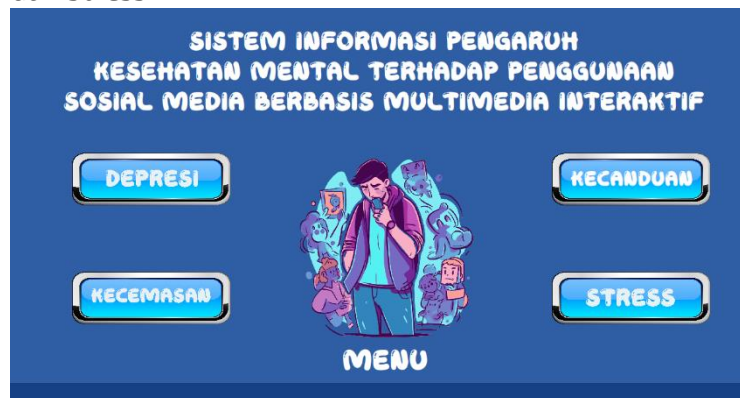 SISTEM INFORMASI PENGARUH
KESEHATAN MENTAL TERHADAP PENGGUNAAN
SOSIAL MEDIA BERBASIS MULTIMEDIA INTERAKTIF
DEPRESI
KECANDUAN
KECEMASAN
STRESS
MENU